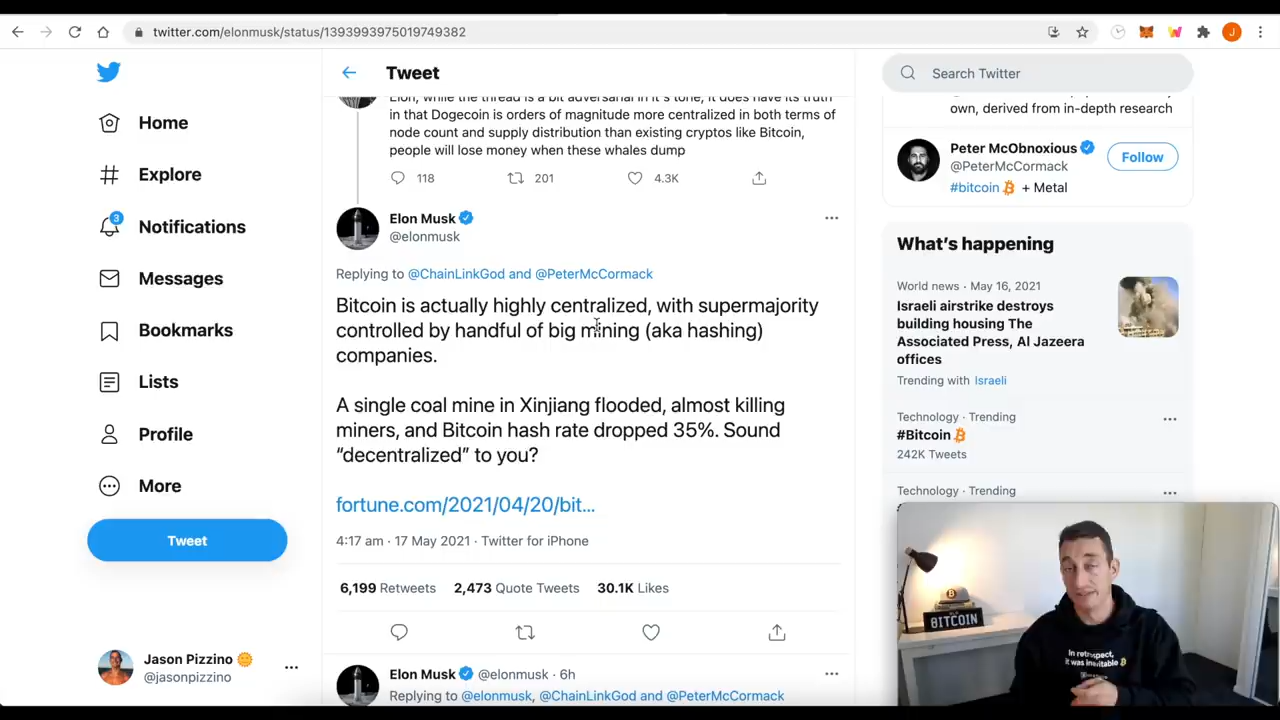 twitter.com/elonmusk/status/1393993975019749382
J
Home
Explore
3
Notifications
Messages
Bookmarks
Lists
Profile
More
Tweet
Jason Pizzino
@jasonpizzino
Tweet
Elon, while the thread is a bit adversarial in it's tone, it does have its truth
in that Dogecoin is orders of magnitude more centralized in both terms of
node count and supply distribution than existing cryptos like Bitcoin,
people will lose money when these whales dump
118 201 4.3K
Elon Musk
@elonmusk
Replying to @ChainLinkGod and @PeterMcCormack
Bitcoin is actually highly centralized, with supermajority
controlled by handful of big mining (aka hashing)
companies.
A single coal mine in Xinjiang flooded, almost killing
miners, and Bitcoin hash rate dropped 35%. Sound
“decentralized” to you?
fortune.com/2021/04/20/bit...
4:17 am · 17 May 2021 · Twitter for iPhone
6,199 Retweets 2,473 Quote Tweets 30.1K Likes
Elon Musk @elonmusk · 6h
Replying to @elonmusk, @ChainLinkGod and @PeterMcCormack
Search Twitter
own, derived from in-depth research
Peter McObnoxious
@PeterMcCormack
#bitcoin + Metal
Follow
What's happening
World news · May 16, 2021
Israeli airstrike destroys
building housing The
Associated Press, Al Jazeera
offices
Trending with Israeli
Technology · Trending
#Bitcoin
242K Tweets
Technology · Trending
BITCOIN
In retrospect,
it was inevitable